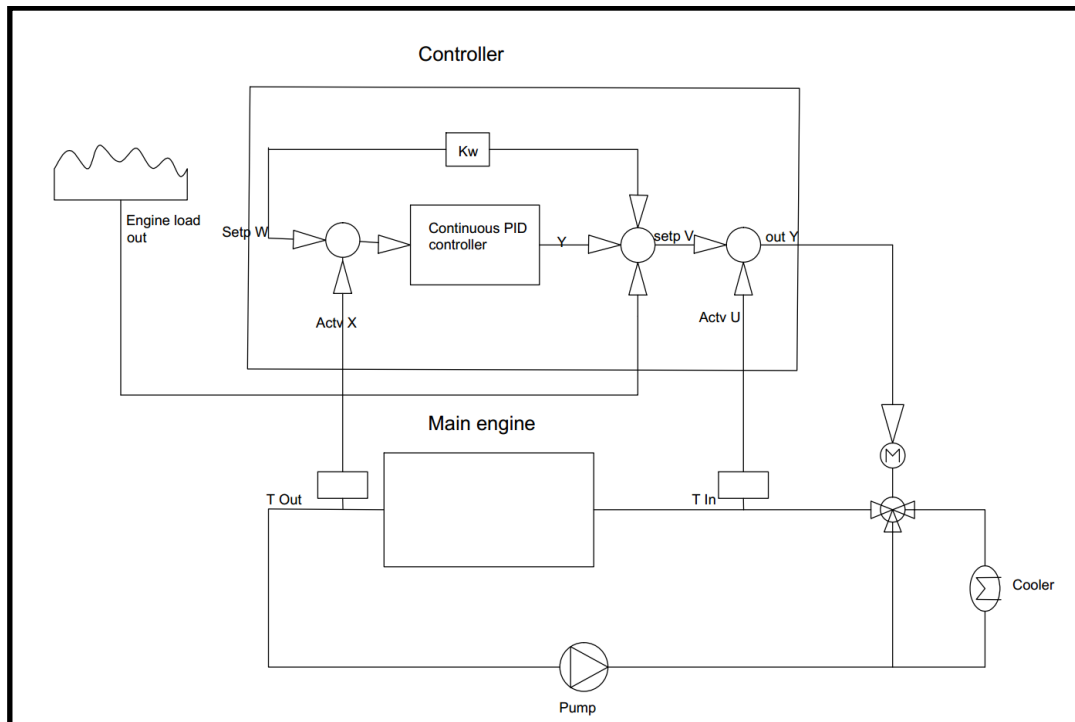 Controller
Kw
Engine load
out
Setp W
Continuous PID
controller
Y
setp V
out Y
Actv X
Actv U
Main engine
M
T Out
T In
Cooler
Pump